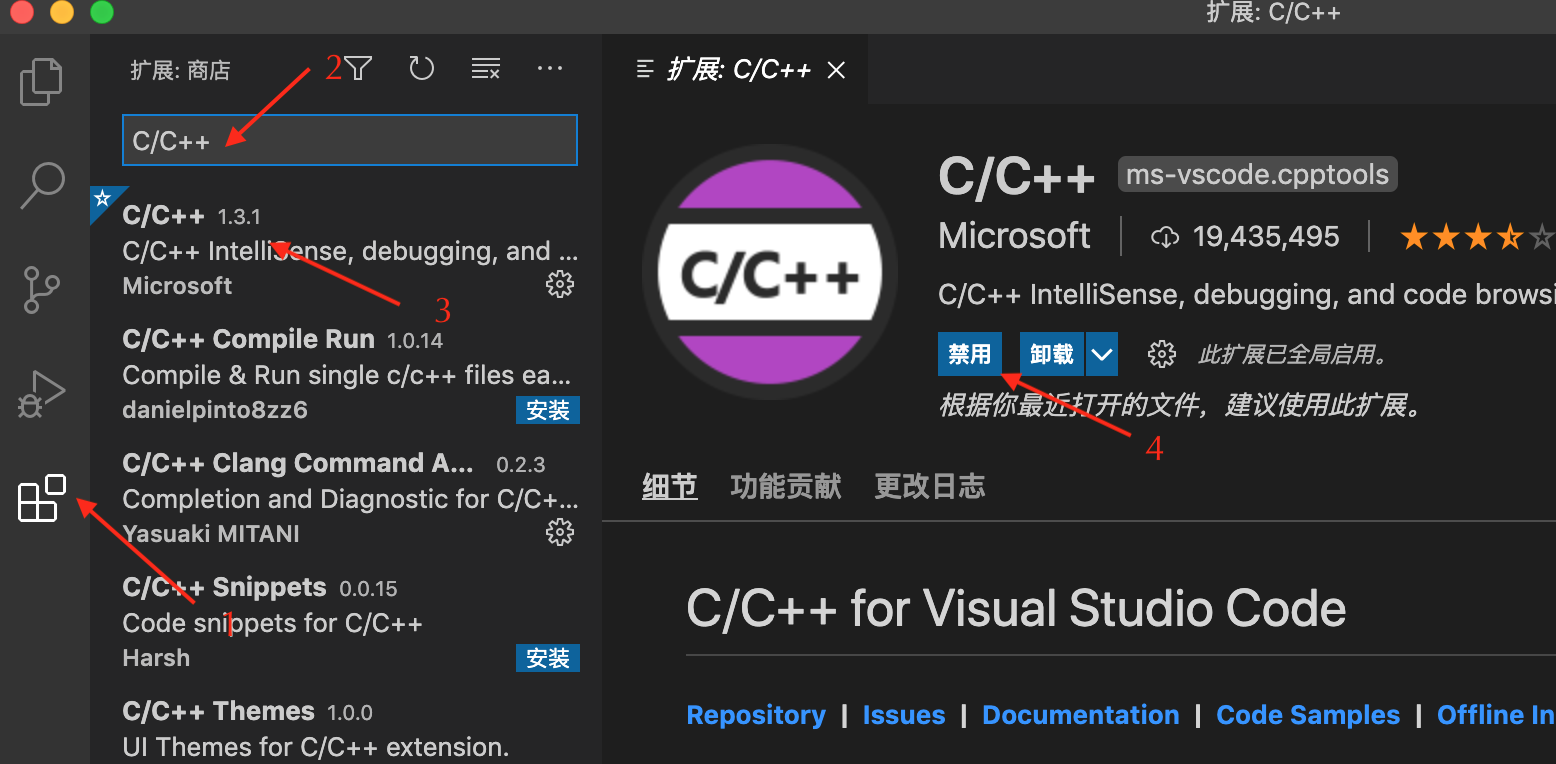 扩展: C/C++
扩展: 商店
2
C/C++
C/C++ 1.3.1
C/C++ IntelliSense, debugging, and ...
Microsoft
3
C/C++ Compile Run 1.0.14
Compile & Run single c/c++ files ea...
danielpinto8zz6
安装
C/C++ Clang Command A... 0.2.3
Completion and Diagnostic for C/C+...
Yasuaki MITANI
C/C++ Snippets 0.0.15
Code snippets for C/C++
1
Harsh
安装
C/C++ Themes 1.0.0
UI Themes for C/C++ extension.
扩展: C/C++
C/C++
C/C++ ms-vscode.cpptools
Microsoft | 19,435,495 |
C/C++ IntelliSense, debugging, and code browsi
禁用 卸载 此扩展已全局启用。
根据你最近打开的文件，建议使用此扩展。
4
细节 功能贡献 更改日志
C/C++ for Visual Studio Code
Repository | Issues | Documentation | Code Samples | Offline In